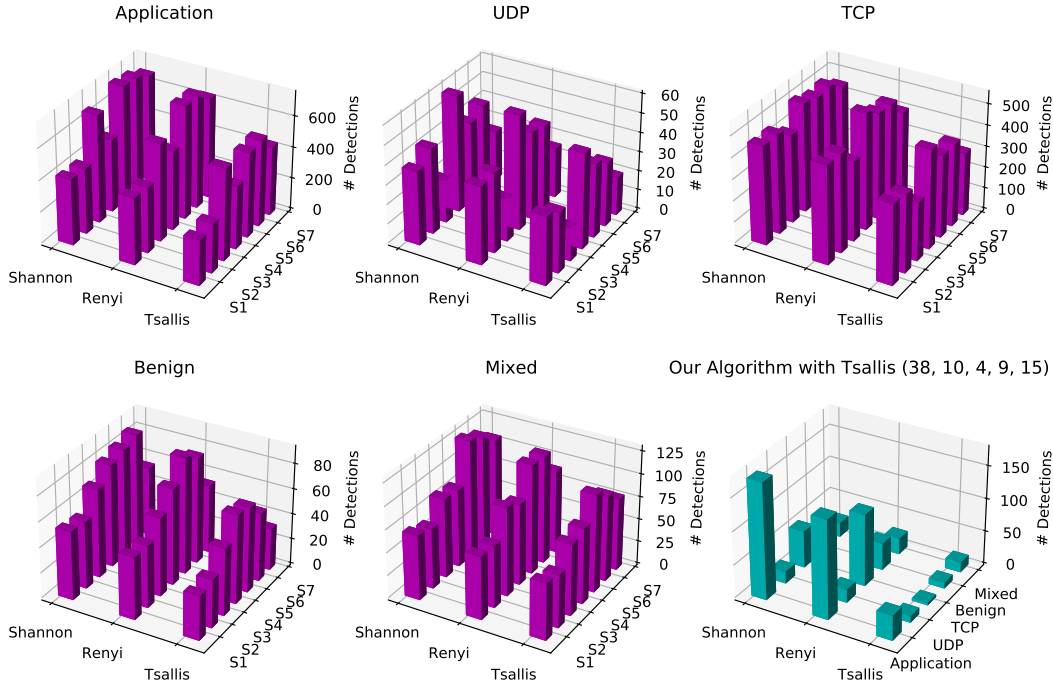 Application
# Detections
600
400
200
0
Shannon
Renyi
Tsallis
S1
S2
S3
S4
S5
S6
S7
UDP
# Detections
60
50
40
30
20
10
0
Shannon
Renyi
Tsallis
S1
S2
S3
S4
S5
S6
S7
TCP
# Detections
500
400
300
200
100
0
Shannon
Renyi
Tsallis
S1
S2
S3
S4
S5
S6
S7
Benign
# Detections
80
60
40
20
0
Shannon
Renyi
Tsallis
S1
S2
S3
S4
S5
S6
S7
Mixed
# Detections
125
100
75
50
25
0
Shannon
Renyi
Tsallis
S1
S2
S3
S4
S5
S6
S7
Our Algorithm with Tsallis (38, 10, 4, 9, 15)
# Detections
150
100
50
0
Shannon
Renyi
Tsallis
Application
UDP
TCP
Benign
Mixed